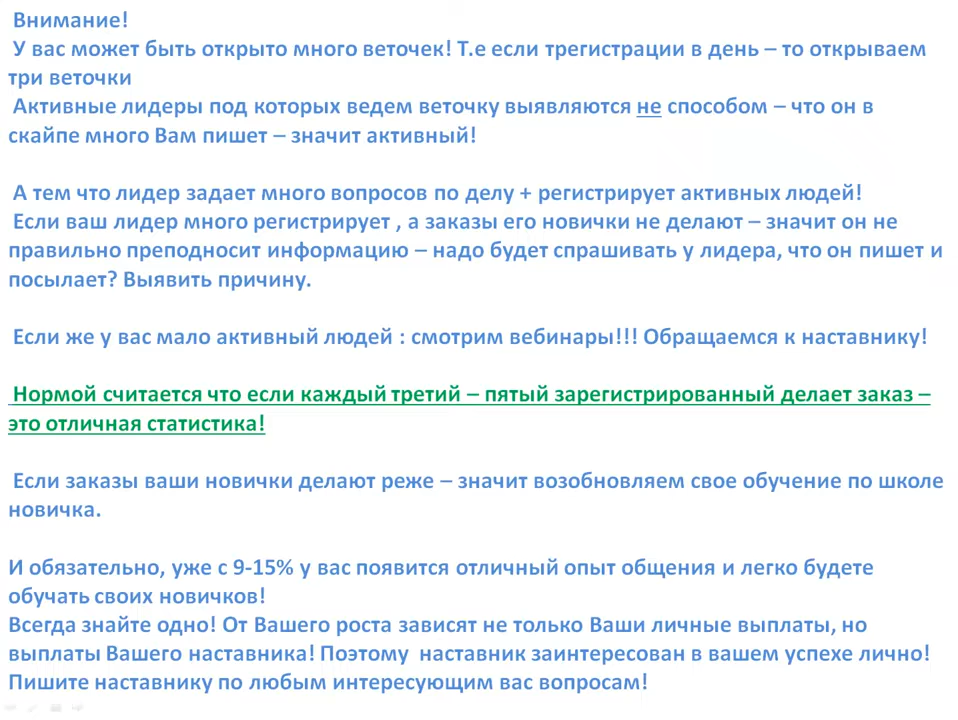 Внимание!
У вас может быть открыто много веточек! Т.е если трегистрации в день – то открываем
три веточки
Активные лидеры под которых ведем веточку выявляются не способом – что он в
скайпе много Вам пишет – значит активный!
А тем что лидер задает много вопросов по делу + регистрирует активных людей!
Если ваш лидер много регистрирует , а заказы его новички не делают – значит он не
правильно преподносит информацию – надо будет спрашивать у лидера, что он пишет и
посылает? Выявить причину.
Если же у вас мало активный людей : смотрим вебинары!!! Обращаемся к наставнику!
Нормой считается что если каждый третий – пятый зарегистрированный делает заказ –
это отличная статистика!
Если заказы ваши новички делают реже – значит возобновляем свое обучение по школе
новичка.
И обязательно, уже с 9-15% у вас появится отличный опыт общения и легко будете
обучать своих новичков!
Всегда знайте одно! От Вашего роста зависят не только Ваши личные выплаты, но
выплаты Вашего наставника! Поэтому  наставник заинтересован в вашем успехе лично!
Пишите наставнику по любым интересующим вас вопросам!